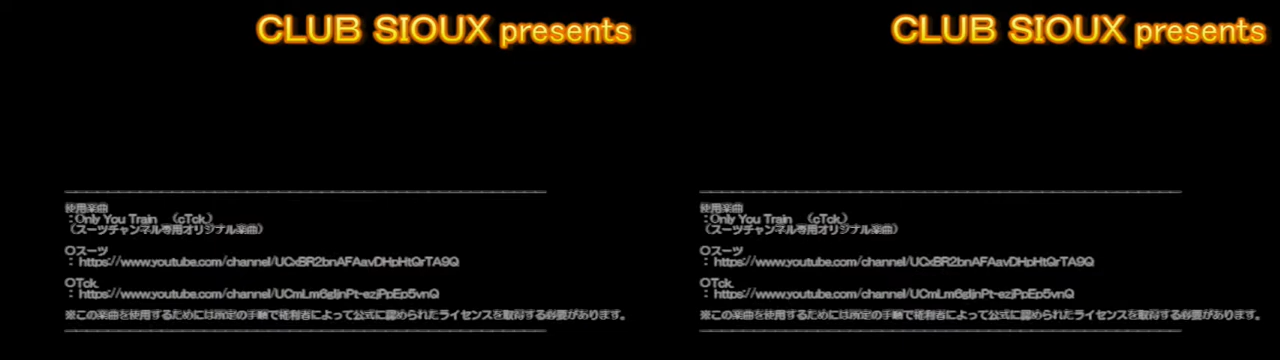 CLUB SIOUX presents
使用楽曲
：Only You Train （cTck.）
（スーツチャンネル専用オリジナル楽曲）
○スーツ
： https://www.youtube.com/channel/UCxBR2bnAFAavDHpHtQrTA9Q
○Tck.
： https://www.youtube.com/channel/UCmLm6gIjnPt-ezjPpEp5vnQ
※この楽曲を使用するためには所定の手順で権利者によって公式に認められたライセンスを取得する必要があります。
CLUB SIOUX presents
使用楽曲
：Only You Train （cTck.）
（スーツチャンネル専用オリジナル楽曲）
○スーツ
： https://www.youtube.com/channel/UCxBR2bnAFAavDHpHtQrTA9Q
○Tck.
： https://www.youtube.com/channel/UCmLm6gIjnPt-ezjPpEp5vnQ
※この楽曲を使用するためには所定の手順で権利者によって公式に認められたライセンスを取得する必要があります。